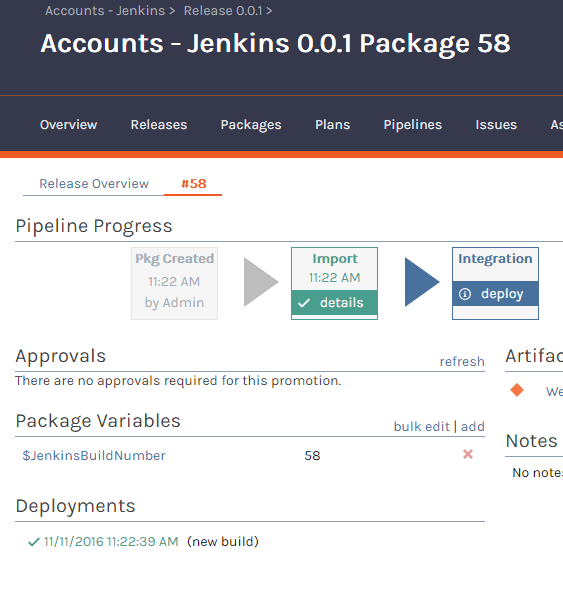 Accounts - Jenkins > Release 0.0.1 >
Accounts - Jenkins 0.0.1 Package 58
Overview Releases Packages Plans Pipelines Issues
Release Overview #58
Pipeline Progress
Pkg Created
11:22 AM
by Admin
Import
11:22 AM
details
Integration
deploy
Approvals refresh
There are no approvals required for this promotion.
Package Variables bulk edit | add
$JenkinsBuildNumber 58
Deployments
11/11/2016 11:22:39 AM (new build)
Artifac
We
Notes
No note